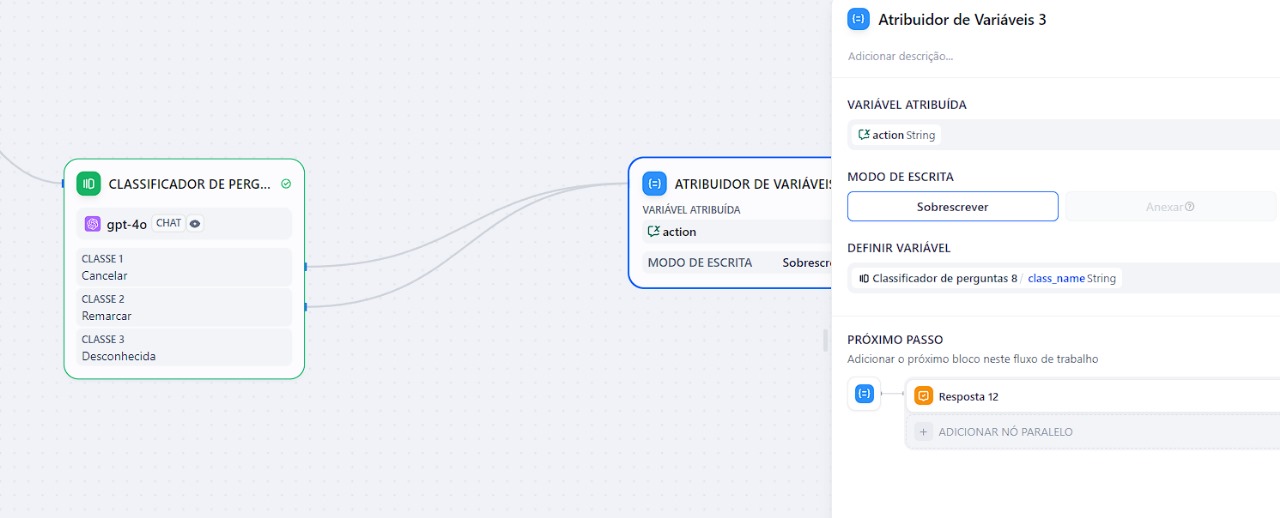 CLASSIFICADOR DE PERG...
gpt-4o CHAT
CLASSE 1
Cancelar
CLASSE 2
Remarcar
CLASSE 3
Desconhecida
ATRIBUIDOR DE VARIÁVEIS
VARIÁVEL ATRIBUÍDA
action
MODO DE ESCRITA Sobrescre
Atribuidor de Variáveis 3
Adicionar descrição...
VARIÁVEL ATRIBUÍDA
action String
MODO DE ESCRITA
Sobrescrever
Anexar
DEFINIR VARIÁVEL
Classificador de perguntas 8 / class_name String
PRÓXIMO PASSO
Adicionar o próximo bloco neste fluxo de trabalho
Resposta 12
+ ADICIONAR NÓ PARALELO